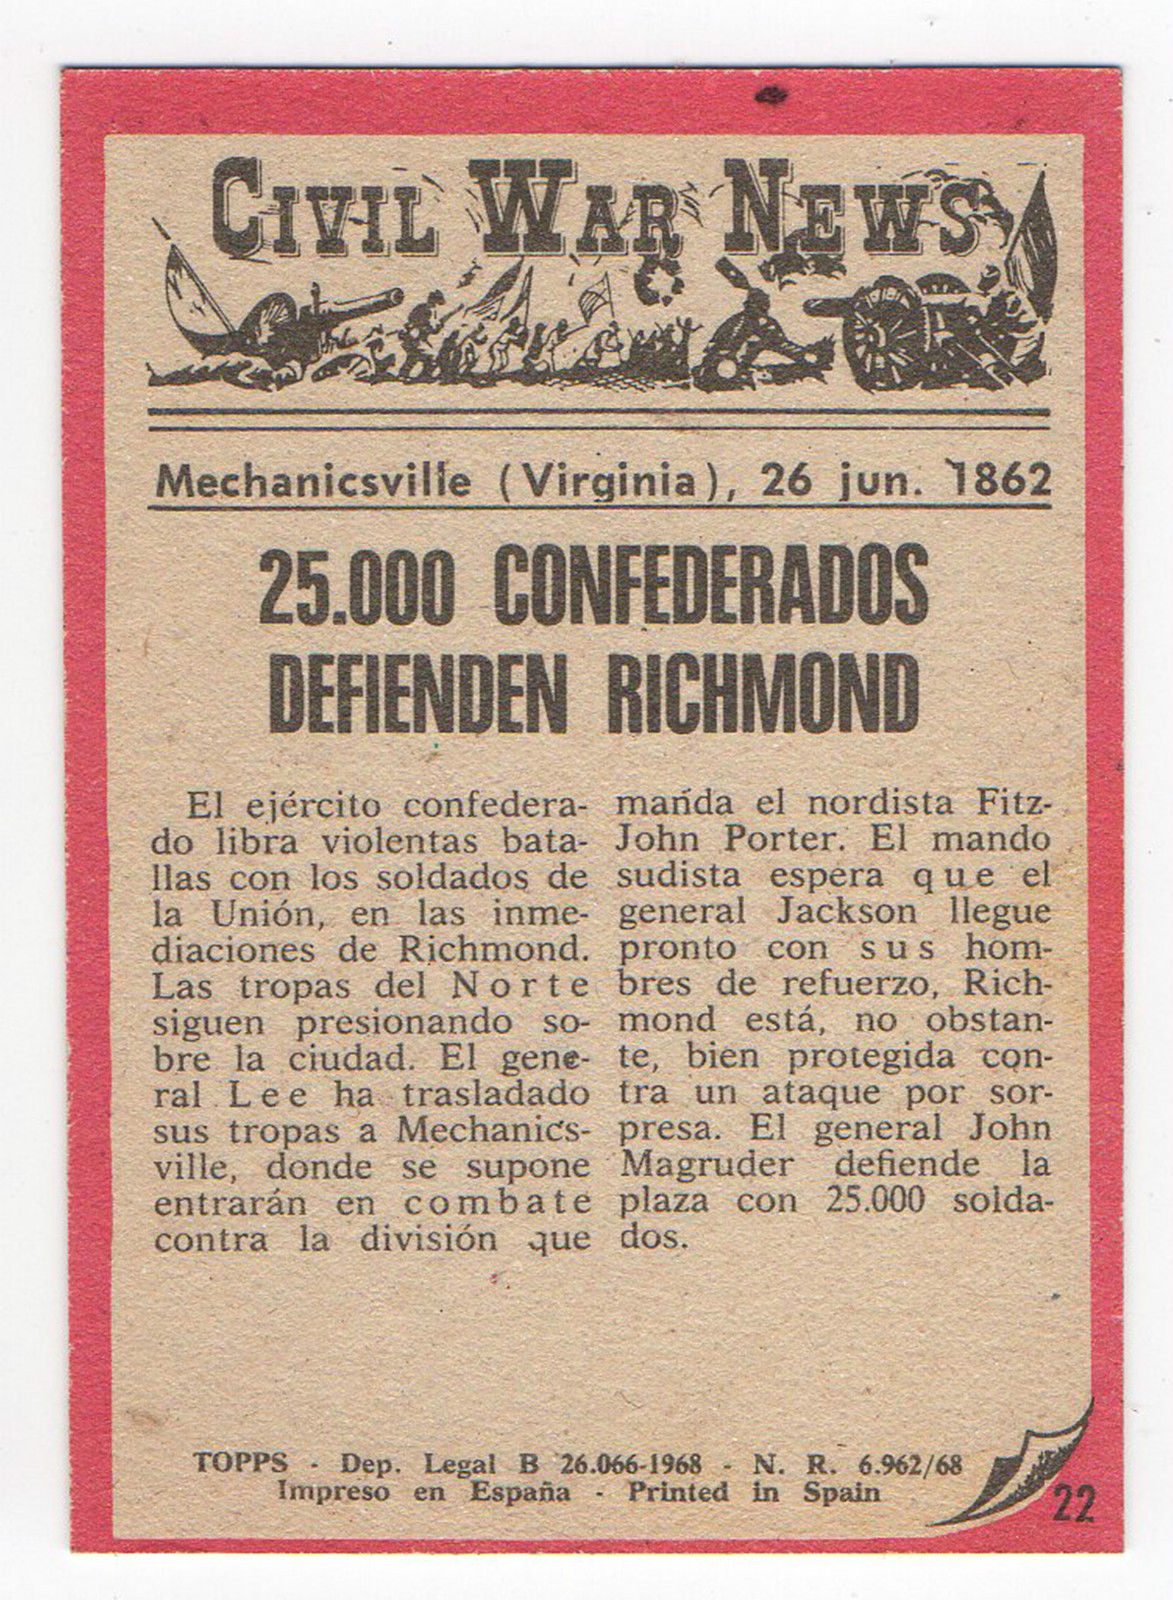 CIVIL WAR NEWS
Mechanicsville (Virginia), 26 jun. 1862
25.000 CONFEDERADOS
DEFIENDEN RICHMOND
El ejército confedera-
do libra violentas bata-
llas con los soldados de
la Unión, en las inme-
diaciones de Richmond.
Las tropas del Norte
siguen presionando so-
bre la ciudad. El gene-
ral Lee ha trasladado
sus tropas a Mechanics-
ville, donde se supone
entrarán en combate
contra la división que
manda el nordista Fitz-
John Porter. El mando
sudista espera que el
general Jackson llegue
pronto con sus hom-
bres de refuerzo, Rich-
mond está, no obstan-
te, bien protegida con-
tra un ataque por sor-
presa. El general John
Magruder defiende la
plaza con 25.000 solda-
dos.
TOPPS - Dep. Legal B 26.066-1968 - N. R. 6.962/68
Impreso en España - Printed in Spain
22